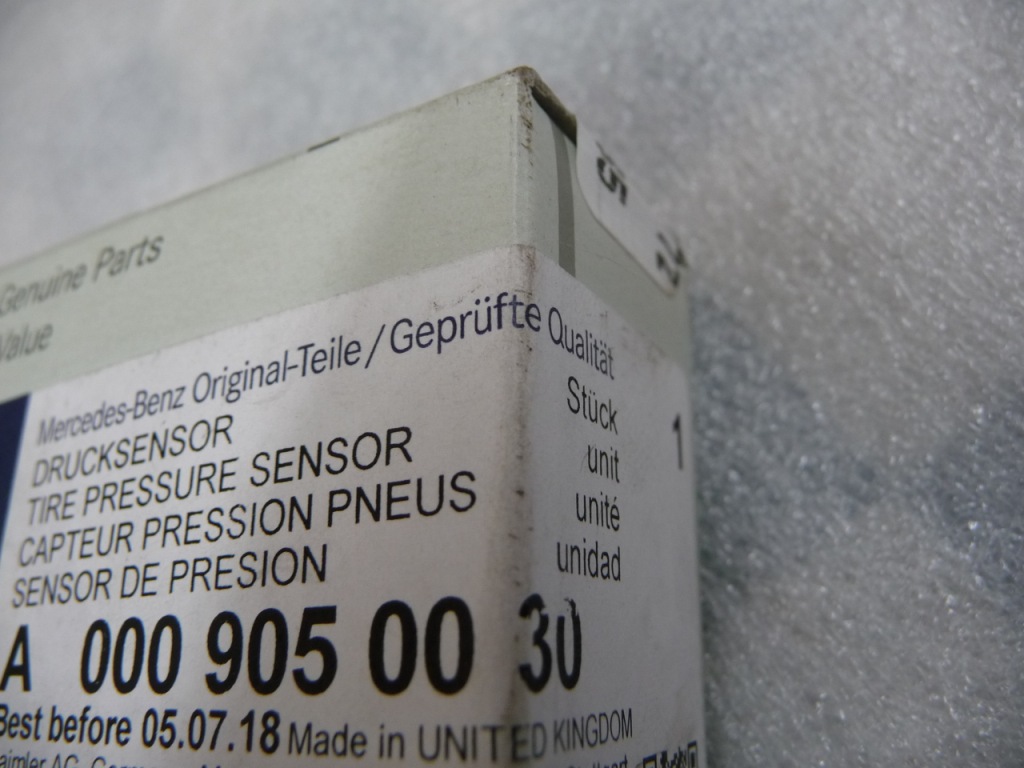 Genuine Parts
Value
Mercedes-Benz Original-Teile / Geprüfte Qualität
DRUCKSENSOR
TIRE PRESSURE SENSOR
CAPTEUR PRESSION PNEUS
SENSOR DE PRESION
Stück
unit
unité
unidad
1
A 000 905 00 30
Best before 05.07.18 Made in UNITED KINGDOM